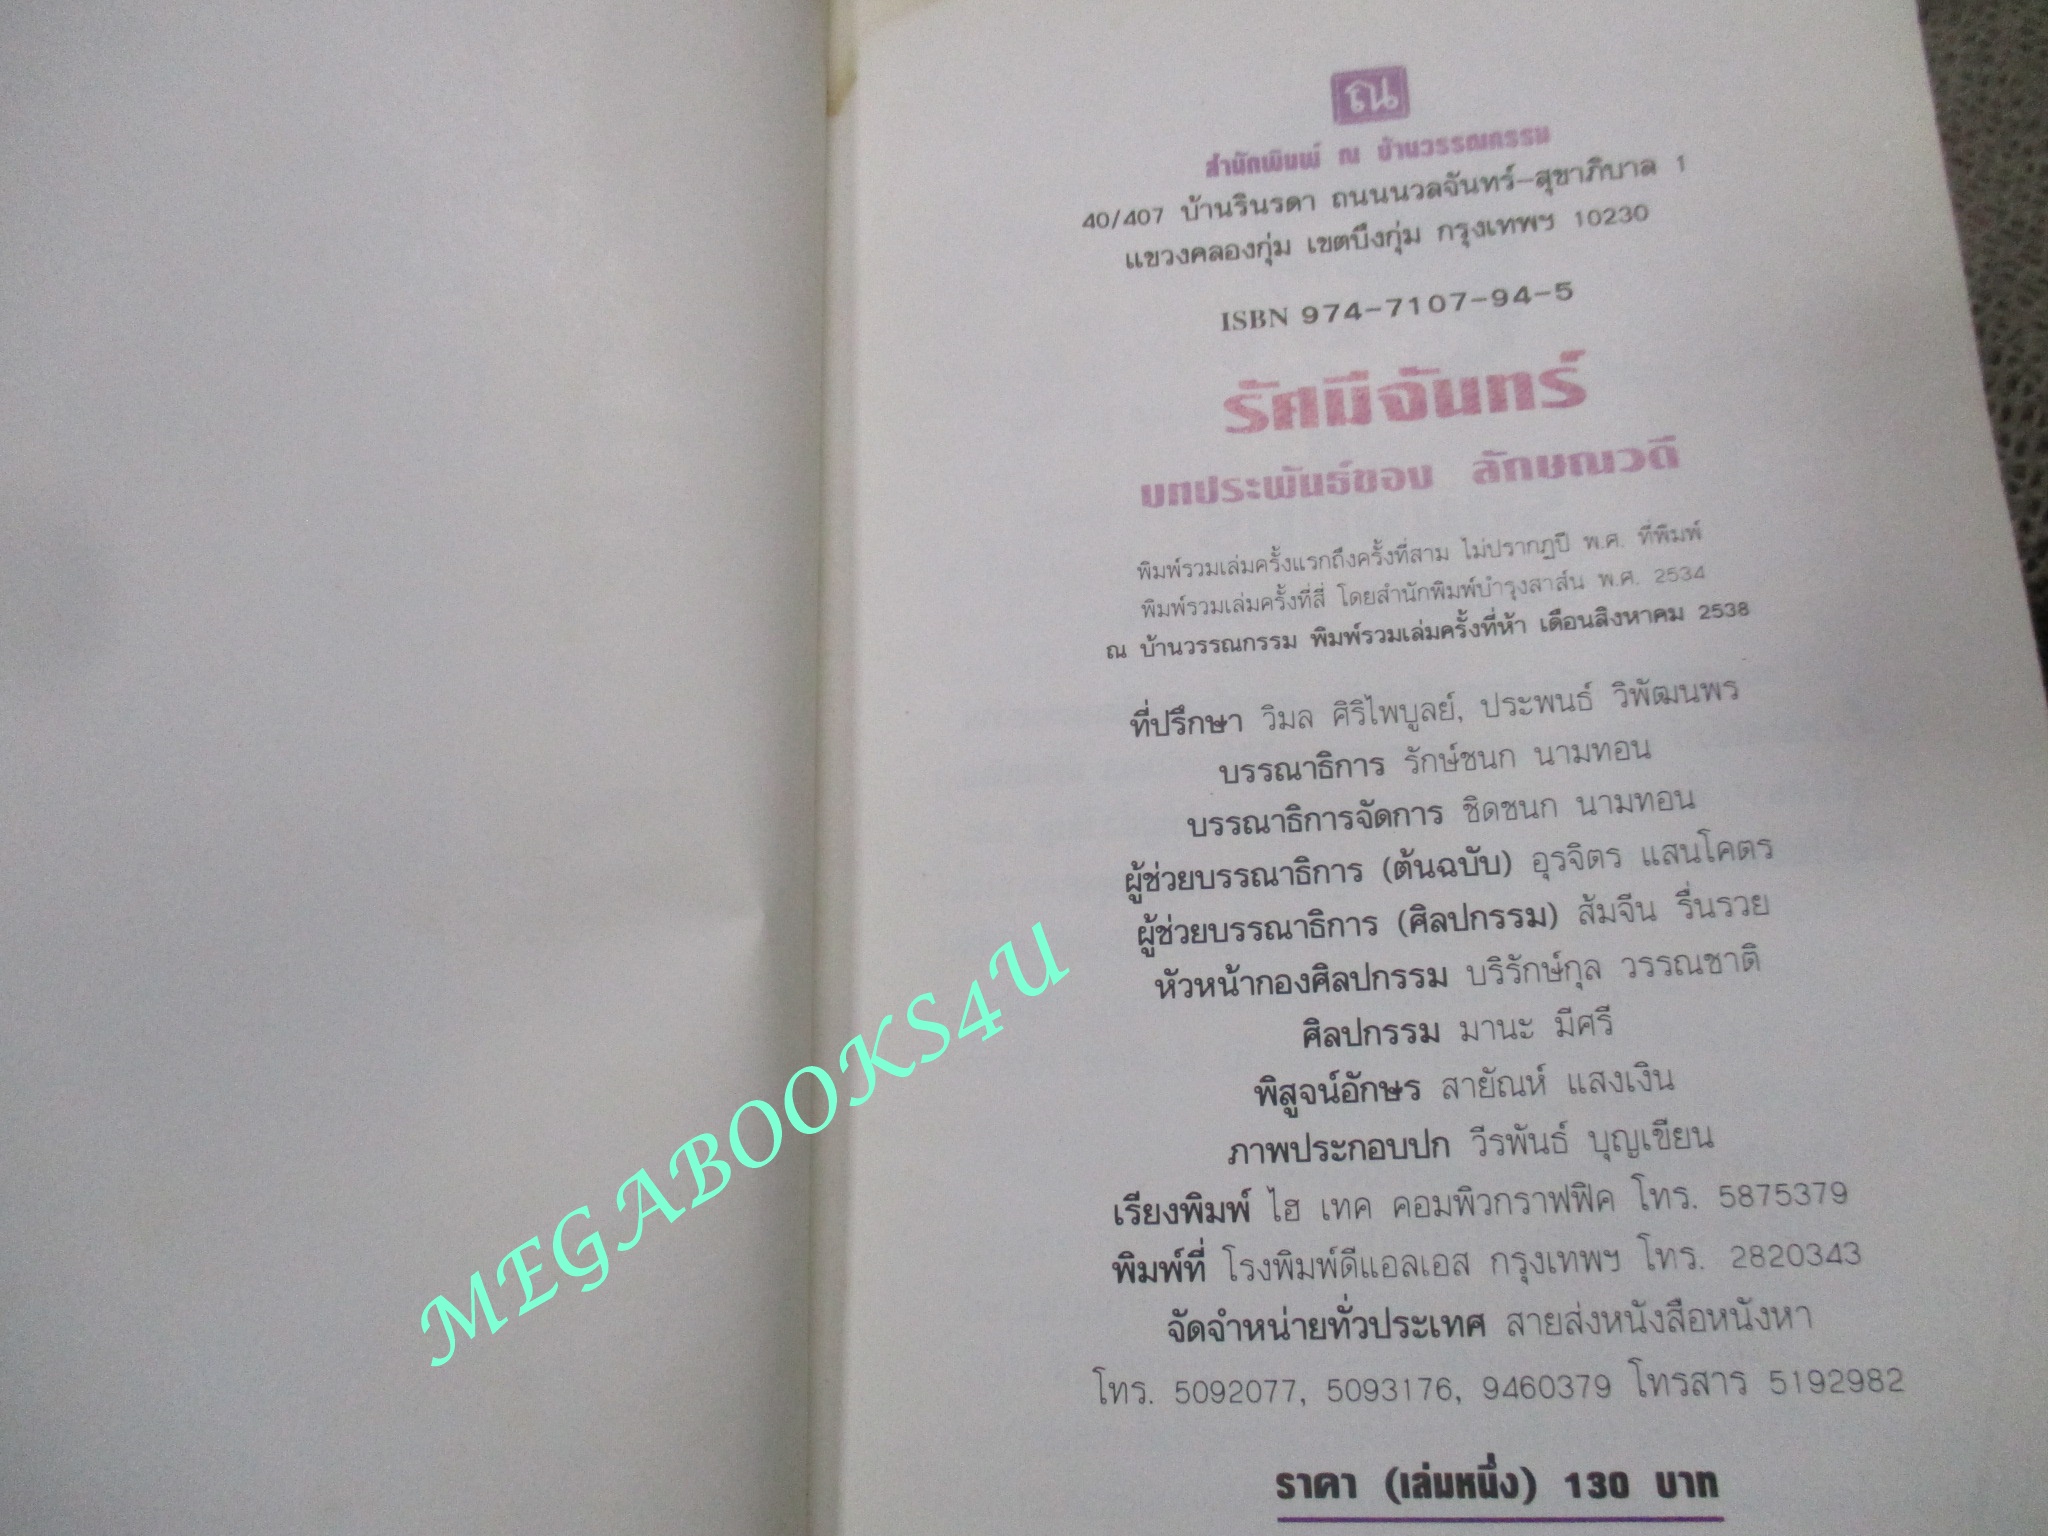 ณ
สำนักพิมพ์ ณ บ้านวรรณกรรม
40/407 บ้านรินรดา ถนนนวลจันทร์-สุขาภิบาล 1
แขวงคลองกุ่ม เขตบึงกุ่ม กรุงเทพฯ 10230
ISBN 974-7107-94-5
รัศมีจันทร์
บทประพันธ์ของ ลักษณวดี
พิมพ์รวมเล่มครั้งแรกถึงครั้งที่สาม ไม่ปรากฏปี พ.ศ. ที่พิมพ์
พิมพ์รวมเล่มครั้งที่สี่ โดยสำนักพิมพ์บำรุงสาส์น พ.ศ. 2534
ณ บ้านวรรณกรรม พิมพ์รวมเล่มครั้งที่ห้า เดือนสิงหาคม 2538
ที่ปรึกษา วิมล ศิริไพบูลย์, ประพนธ์ วิพัฒนพร
บรรณาธิการ รักษ์ชนก นามทอน
บรรณาธิการจัดการ ชิดชนก นามทอน
ผู้ช่วยบรรณาธิการ (ต้นฉบับ) อุรจิตร แสนโคตร
ผู้ช่วยบรรณาธิการ (ศิลปกรรม) ส้มจีน รื่นรวย
หัวหน้ากองศิลปกรรม บริรักษ์กุล วรรณชาติ
ศิลปกรรม มานะ มีศรี
พิสูจน์อักษร สายัณห์ แสงเงิน
ภาพประกอบปก วีรพันธ์ บุญเขียน
เรียงพิมพ์ ไฮ เทค คอมพิวกราฟฟิค โทร. 5875379
พิมพ์ที่ โรงพิมพ์ดีแอลเอส กรุงเทพฯ โทร. 2820343
จัดจำหน่ายทั่วประเทศ สายส่งหนังสือหนังหา
โทร. 5092077, 5093176, 9460379 โทรสาร 5192982
ราคา (เล่มหนึ่ง) 130 บาท
MEGABOOKS4U